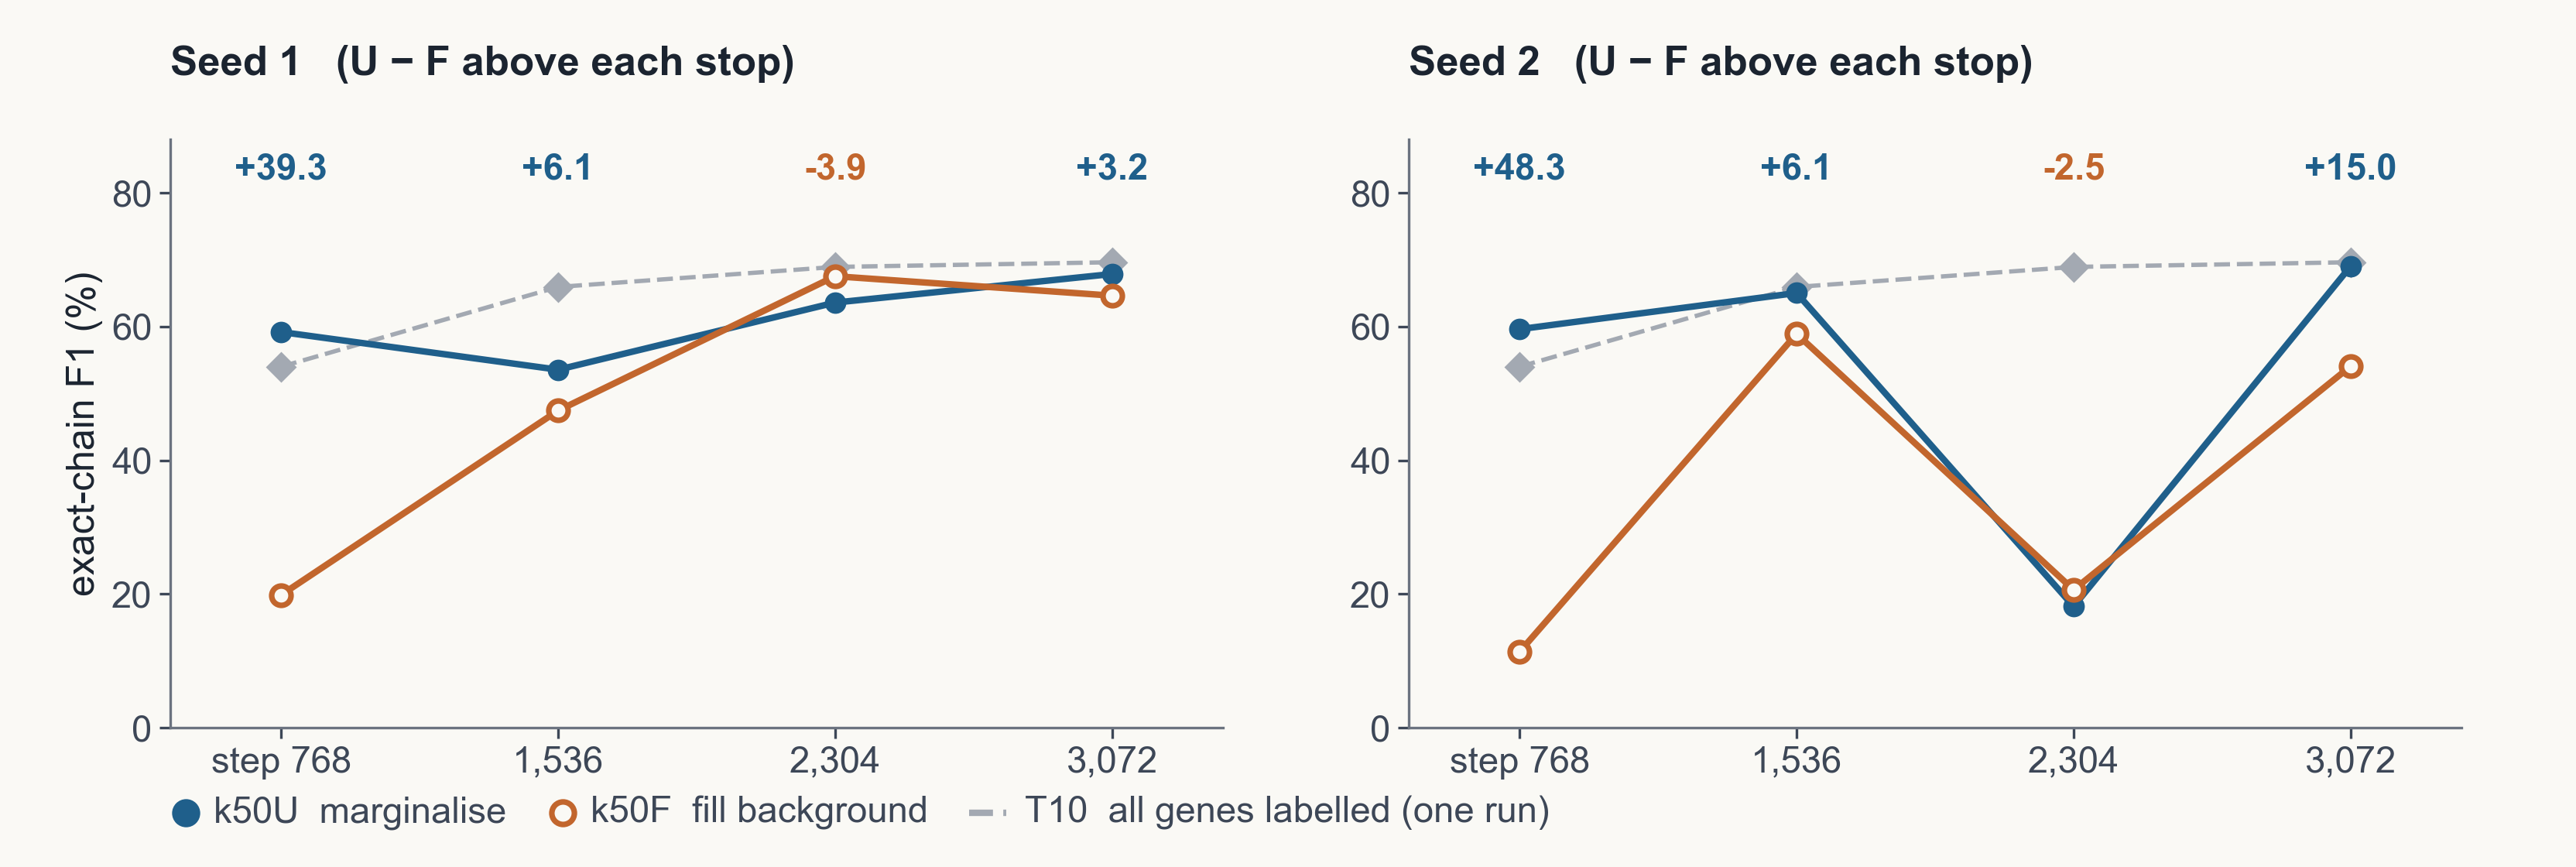 Seed 1   (U − F above each stop)
+39.3 +6.1 -3.9 +3.2
exact-chain F1 (%)
80
60
40
20
0
step 768 1,536 2,304 3,072
Seed 2   (U − F above each stop)
+48.3 +6.1 -2.5 +15.0
80
60
40
20
0
step 768 1,536 2,304 3,072
k50U  marginalise k50F  fill background T10  all genes labelled (one run)